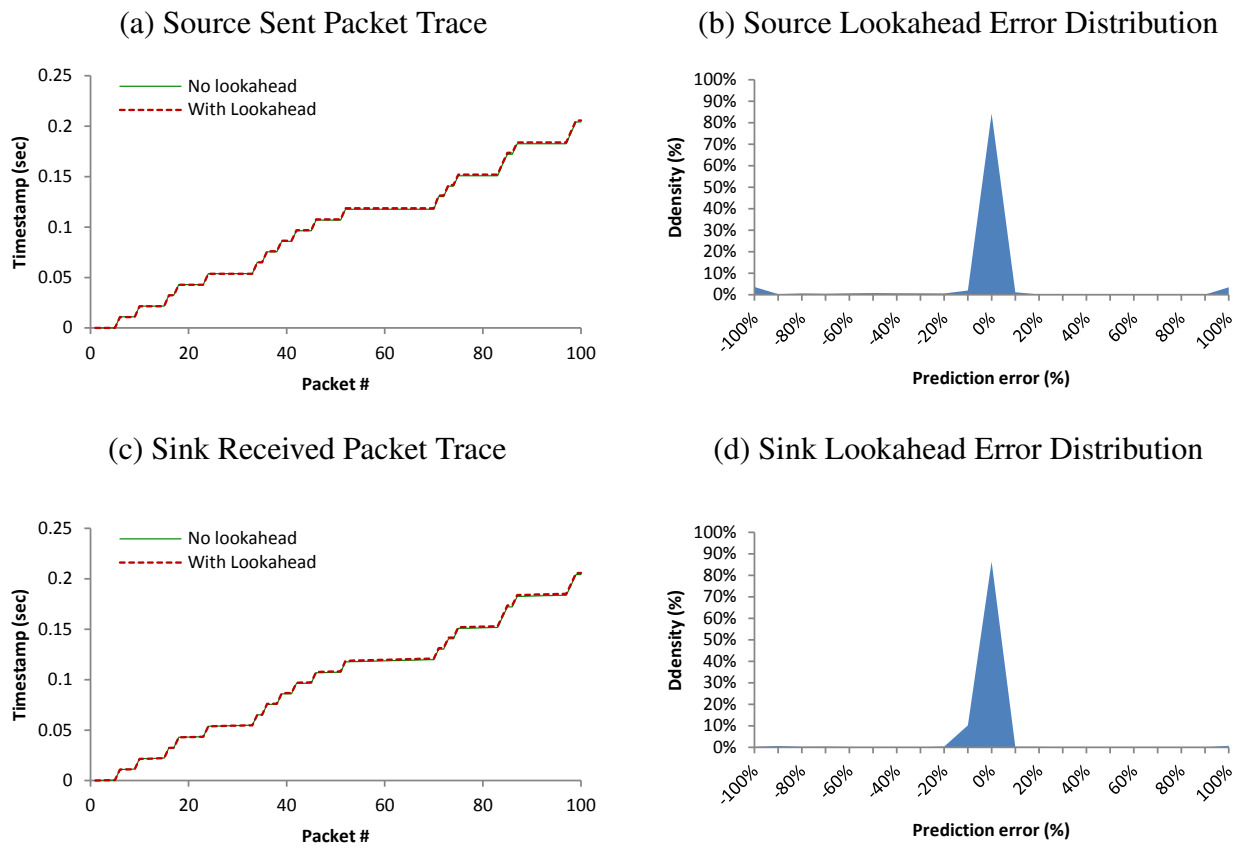 (a) Source Sent Packet Trace
0.25
0.2
0.15
0.1
0.05
0
Timestamp (sec)
No lookahead
With Lookahead
0 20 40 60 80 100
Packet #
(b) Source Lookahead Error Distribution
100%
90%
80%
70%
60%
50%
40%
30%
20%
10%
0%
Ddensity (%)
-100% -80% -60% -40% -20% 0% 20% 40% 60% 80% 100%
Prediction error (%)
(c) Sink Received Packet Trace
0.25
0.2
0.15
0.1
0.05
0
Timestamp (sec)
No lookahead
With Lookahead
0 20 40 60 80 100
Packet #
(d) Sink Lookahead Error Distribution
100%
90%
80%
70%
60%
50%
40%
30%
20%
10%
0%
Ddensity (%)
-100% -80% -60% -40% -20% 0% 20% 40% 60% 80% 100%
Prediction error (%)